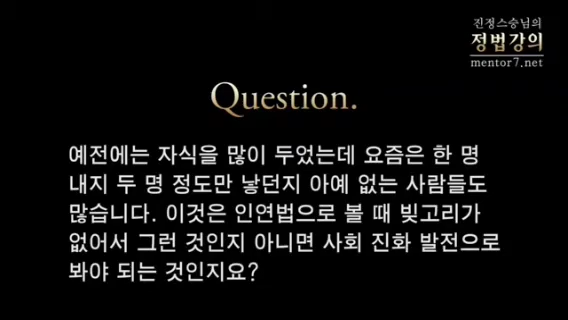 진정스승님의
정법강의
mentor7.net
Question.
예전에는 자식을 많이 두었는데 요즘은 한 명
내지 두 명 정도만 낳던지 아예 없는 사람들도
많습니다. 이것은 인연법으로 볼 때 빚고리가
없어서 그런 것인지 아니면 사회 진화 발전으로
봐야 되는 것인지요?